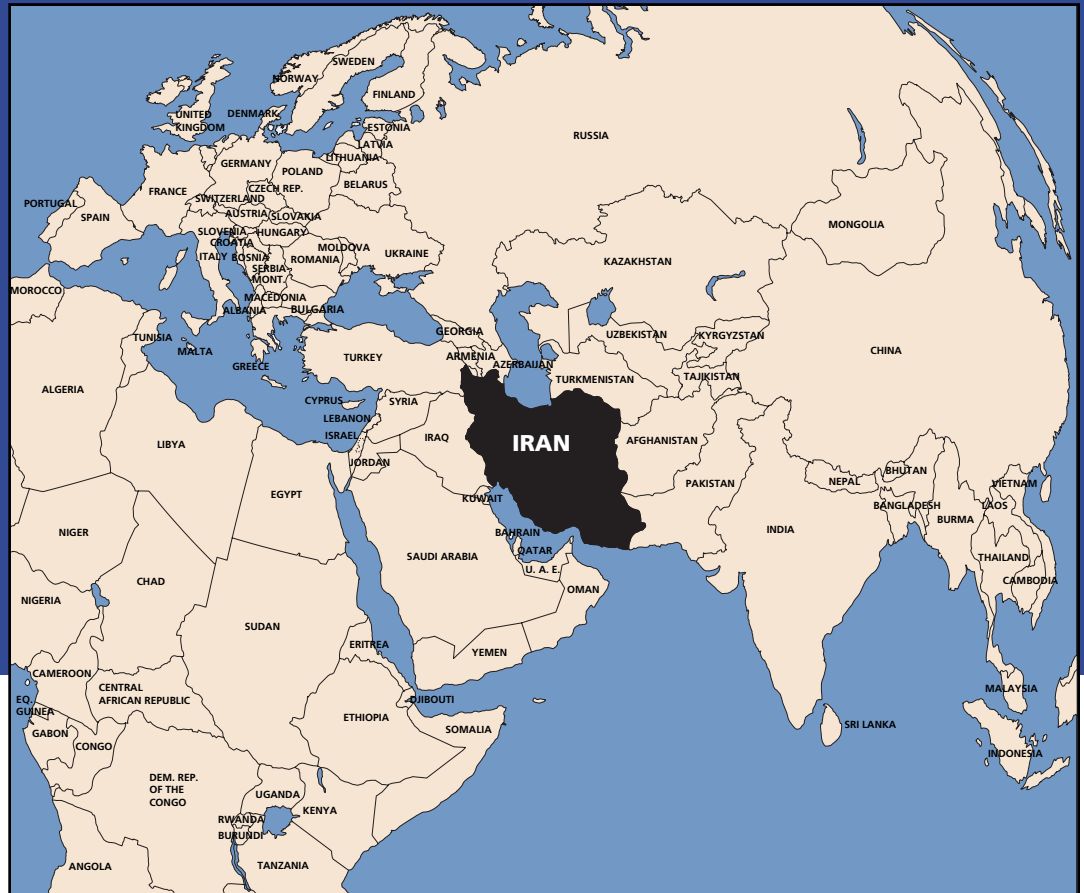 SWEDEN
NORWAY
FINLAND
UNITED
KINGDOM
DENMARK
ESTONIA
RUSSIA
LATVIA
LITHUANIA
GERMANY
POLAND
BELARUS
CZECH REP.
FRANCE
SWITZERLAND
PORTUGAL
SPAIN
AUSTRIA
SLOVAKIA
MONGOLIA
SLOVENIA
HUNGARY
CROATIA
MOLDOVA
UKRAINE
ITALY
BOSNIA
ROMANIA
KAZAKHSTAN
SERBIA
MONT.
MOROCCO
MACEDONIA
ALBANIA
BULGARIA
GEORGIA
UZBEKISTAN
KYRGYZSTAN
TUNISIA
MALTA
CHINA
GREECE
TURKEY
ARMENIA
AZERBAIJAN
TURKMENISTAN
TAJIKISTAN
ALGERIA
CYPRUS
SYRIA
LEBANON
ISRAEL
IRAQ
IRAN
AFGHANISTAN
LIBYA
JORDAN
BHUTAN
NEPAL
PAKISTAN
VIETNAM
EGYPT
KUWAIT
BANGLADESH
LAOS
BURMA
NIGER
BAHRAIN
INDIA
QATAR
SAUDI ARABIA
THAILAND
U. A. E.
CHAD
CAMBODIA
OMAN
NIGERIA
SUDAN
ERITREA
YEMEN
CAMEROON
CENTRAL
AFRICAN REPUBLIC
MALAYSIA
EQ.
GUINEA
DJIBOUTI
ETHIOPIA
SOMALIA
SRI LANKA
GABON
CONGO
INDONESIA
DEM. REP.
OF THE
CONGO
UGANDA
KENYA
RWANDA
BURUNDI
ANGOLA
TANZANIA